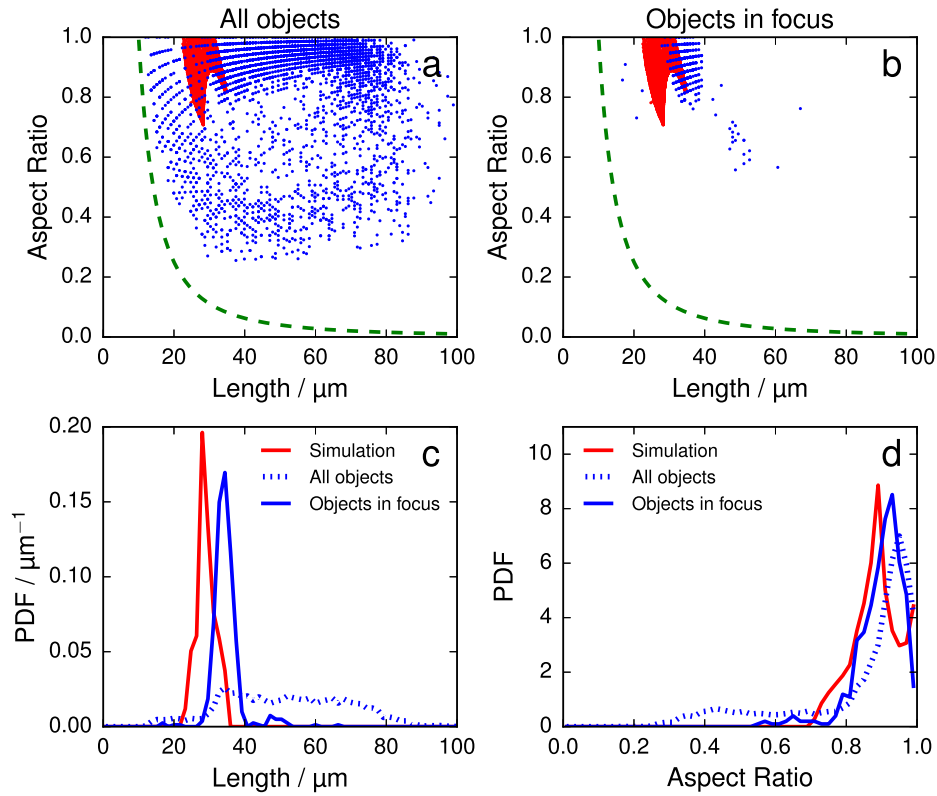 All objects
Objects in focus
1.0
0.8
0.6
0.4
0.2
0.0
Aspect Ratio
a
0
20
40
60
80
100
Length / µm
1.0
0.8
0.6
0.4
0.2
0.0
Aspect Ratio
b
0
20
40
60
80
100
Length / µm
0.20
0.15
0.10
0.05
0.00
PDF / µm⁻¹
c
Simulation
All objects
Objects in focus
0
20
40
60
80
100
Length / µm
10
8
6
4
2
0
PDF
d
Simulation
All objects
Objects in focus
0.0
0.2
0.4
0.6
0.8
1.0
Aspect Ratio